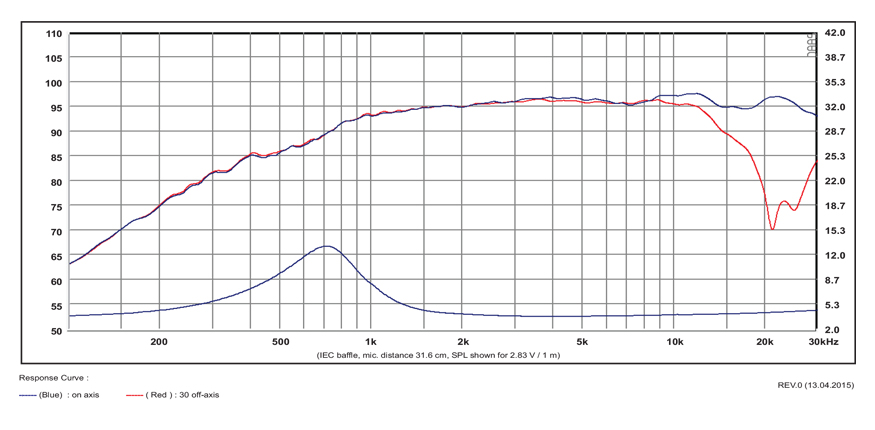 110 42.0
105 38.7
100 35.3
95 32.0
90 28.7
85 25.3
80 22.0
75 18.7
70 15.3
65 12.0
60 8.7
55 5.3
50 2.0
200 500 1k 2k 5k 10k 20k 30kHz
(IEC baffle, mic. distance 31.6 cm, SPL shown for 2.83 V / 1 m)
Response Curve :
REV.0 (13.04.2015)
(Blue) : on axis ( Red ) : 30 off-axis